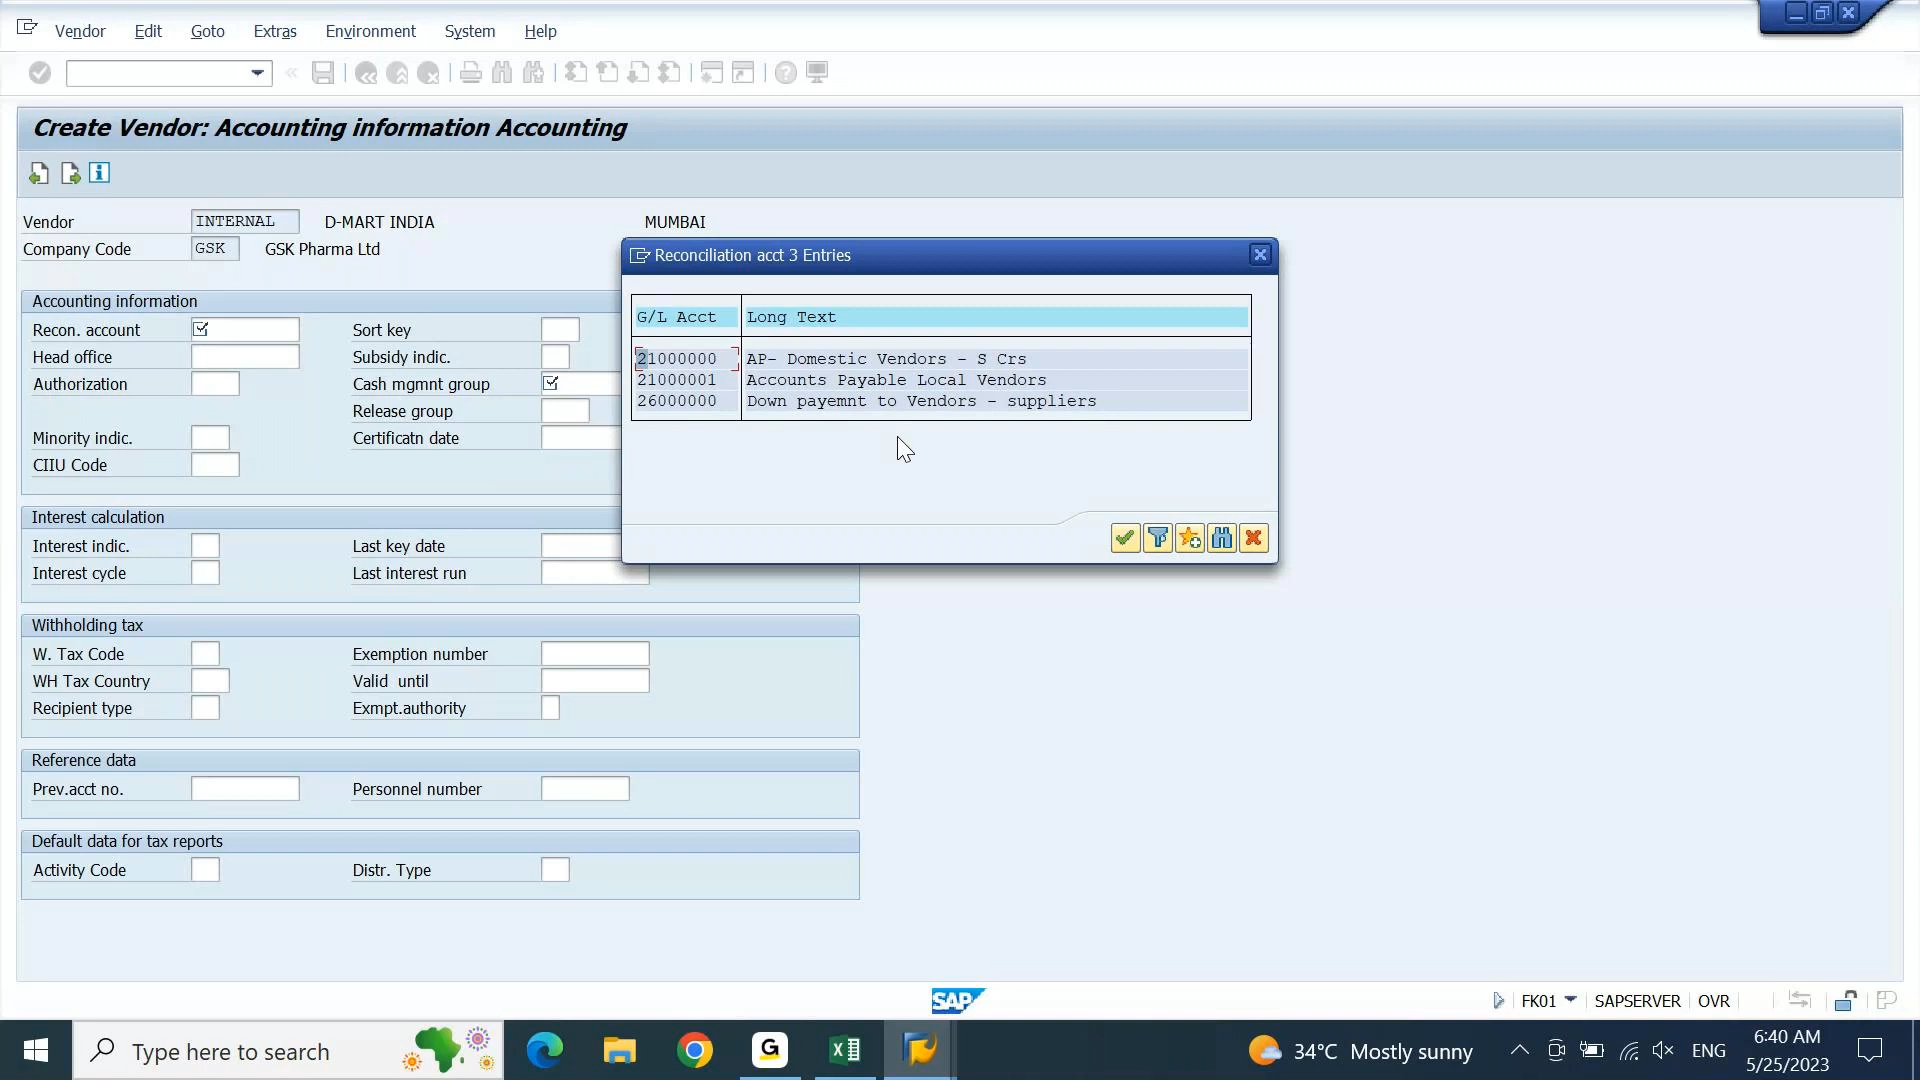 Vendor Edit Goto Extras Environment System Help
Create Vendor: Accounting information Accounting
Vendor INTERNAL D-MART INDIA MUMBAI
Company Code GSK GSK Pharma Ltd
Accounting information
Recon. account Sort key
Head office Subsidy indic.
Authorization Cash mgmnt group
Release group
Minority indic. Certificatn date
CIIU Code
Reconciliation acct 3 Entries
G/L Acct Long Text
21000000 AP- Domestic Vendors - S Crs
21000001 Accounts Payable Local Vendors
26000000 Down payemnt to Vendors - suppliers
Interest calculation
Interest indic. Last key date
Interest cycle Last interest run
Withholding tax
W. Tax Code Exemption number
WH Tax Country Valid until
Recipient type Exmpt.authority
Reference data
Prev.acct no. Personnel number
Default data for tax reports
Activity Code Distr. Type
SAP FK01 SAPSERVER OVR
Type here to search G 34°C Mostly sunny ENG 6:40 AM
5/25/2023